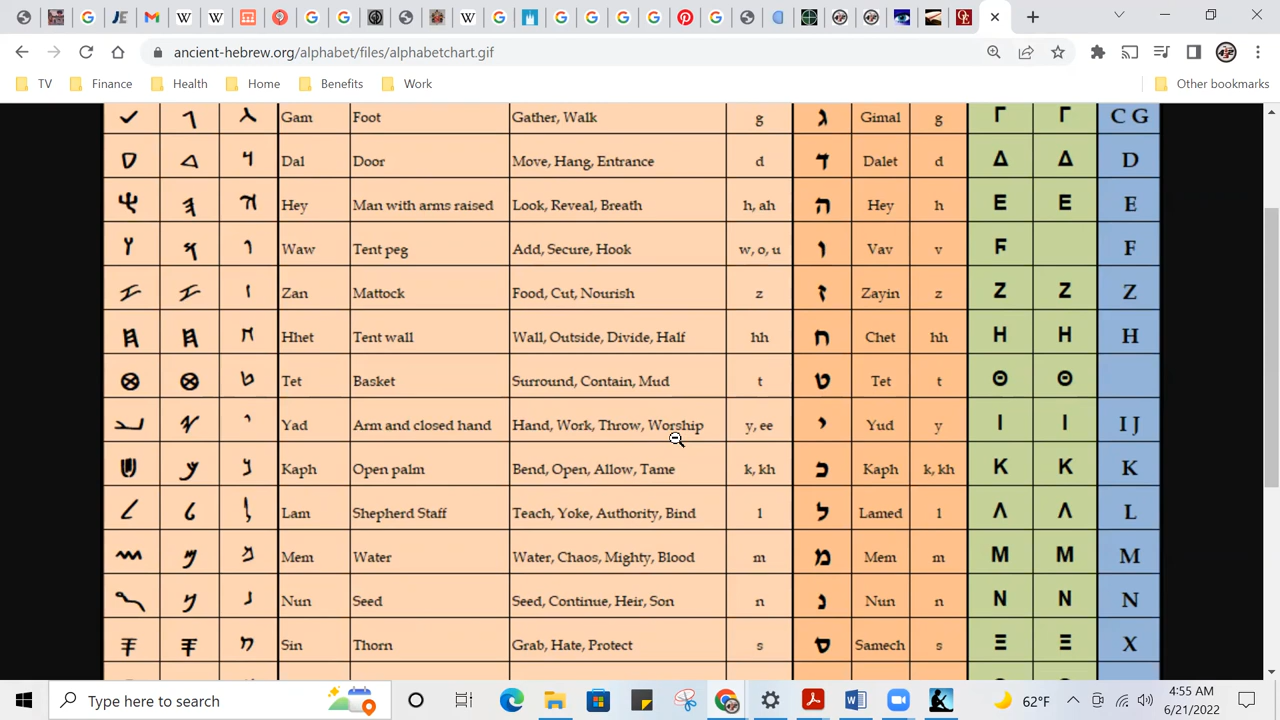 ancient-hebrew.org/alphabet/files/alphabetchart.gif
TV Finance Health Home Benefits Work Other bookmarks
Gam Foot Gather, Walk g ג Gimal g Γ Γ C G
Dal Door Move, Hang, Entrance d ד Dalet d Δ Δ D
Hey Man with arms raised Look, Reveal, Breath h, ah ה Hey h E E E
Waw Tent peg Add, Secure, Hook w, o, u ו Vav v F F
Zan Mattock Food, Cut, Nourish z ז Zayin z Z Z Z
Hhet Tent wall Wall, Outside, Divide, Half hh ח Chet hh H H H
Tet Basket Surround, Contain, Mud t ט Tet t Θ Θ
Yad Arm and closed hand Hand, Work, Throw, Worship y, ee י Yud y I I I J
Kaph Open palm Bend, Open, Allow, Tame k, kh כ Kaph k, kh K K K
Lam Shepherd Staff Teach, Yoke, Authority, Bind l ל Lamed l Λ Λ L
Mem Water Water, Chaos, Mighty, Blood m מ Mem m M M M
Nun Seed Seed, Continue, Heir, Son n נ Nun n N N N
Sin Thorn Grab, Hate, Protect s ס Samech s Ξ Ξ X
Type here to search 62°F 4:55 AM
6/21/2022